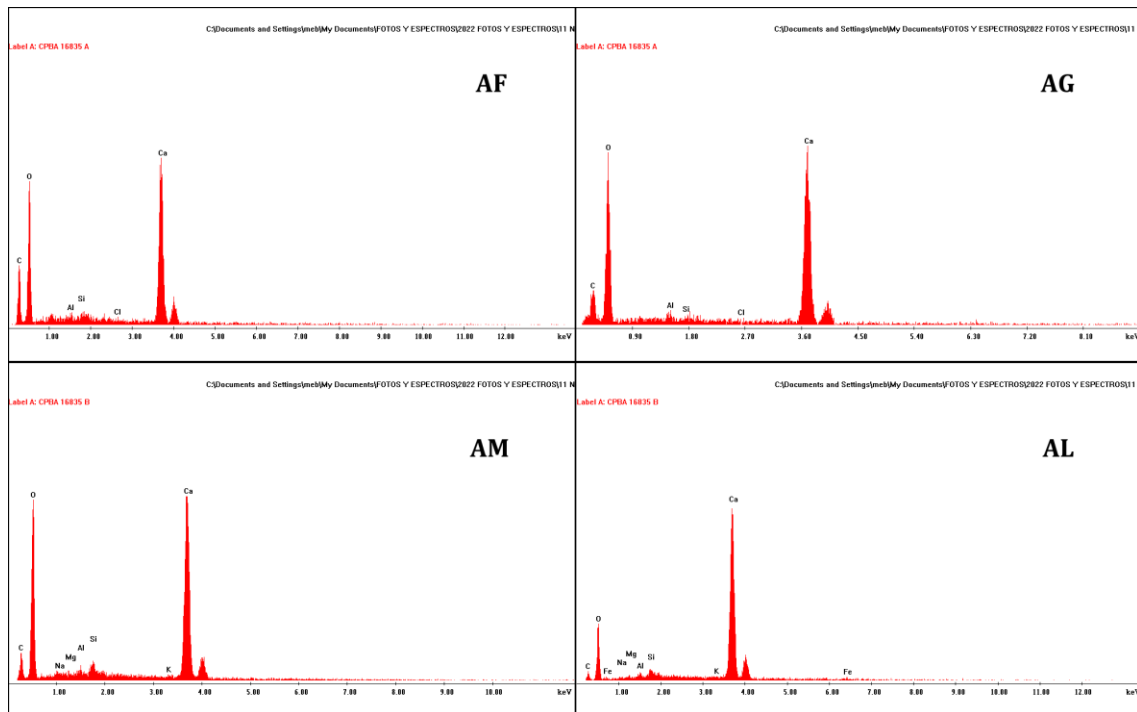 C:\Documents and Settings\meb\My Documents\FOTOS Y ESPECTROS\2022 FOTOS Y ESPECTROS\11 N
Label A: CPBA 16835 A
AF
Ca
O
C
Si
Al
Cl
1.00 2.00 3.00 4.00 5.00 6.00 7.00 8.00 9.00 10.00 11.00 12.00 keV
C:\Documents and Settings\meb\My Documents\FOTOS Y ESPECTROS\2022 FOTOS Y ESPECTROS\11
Label A: CPBA 16835 A
AG
Ca
O
C
Al
Si
Cl
0.90 1.80 2.70 3.60 4.50 5.40 6.30 7.20 8.10 keV
C:\Documents and Settings\meb\My Documents\FOTOS Y ESPECTROS\2022 FOTOS Y ESPECTROS\11 N
Label A: CPBA 16835 B
AM
Ca
O
Si
C
Al
Mg
Na
K
1.00 2.00 3.00 4.00 5.00 6.00 7.00 8.00 9.00 10.00 keV
C:\Documents and Settings\meb\My Documents\FOTOS Y ESPECTROS\2022 FOTOS Y ESPECTROS\11
Label A: CPBA 16835 B
AL
Ca
O
Mg
Si
Na
C
Al
Fe
K
Fe
1.00 2.00 3.00 4.00 5.00 6.00 7.00 8.00 9.00 10.00 11.00 12.00 keV